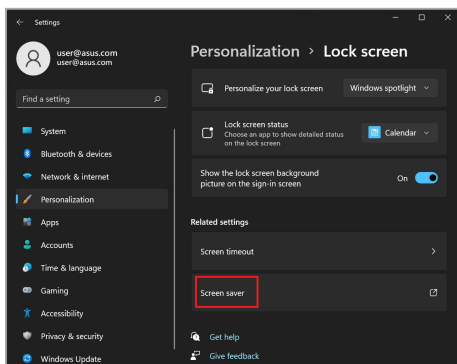 Settings
user@asus.com
user@asus.com
Find a setting
System
Bluetooth & devices
Network & internet
Personalization
Apps
Accounts
Time & language
Gaming
Accessibility
Privacy & security
Windows Update
Personalization > Lock screen
Personalize your lock screen
Windows spotlight
Lock screen status
Choose an app to show detailed status
on the lock screen
Calendar
Show the lock screen background
picture on the sign-in screen
On
Related settings
Screen timeout
Screen saver
Get help
Give feedback